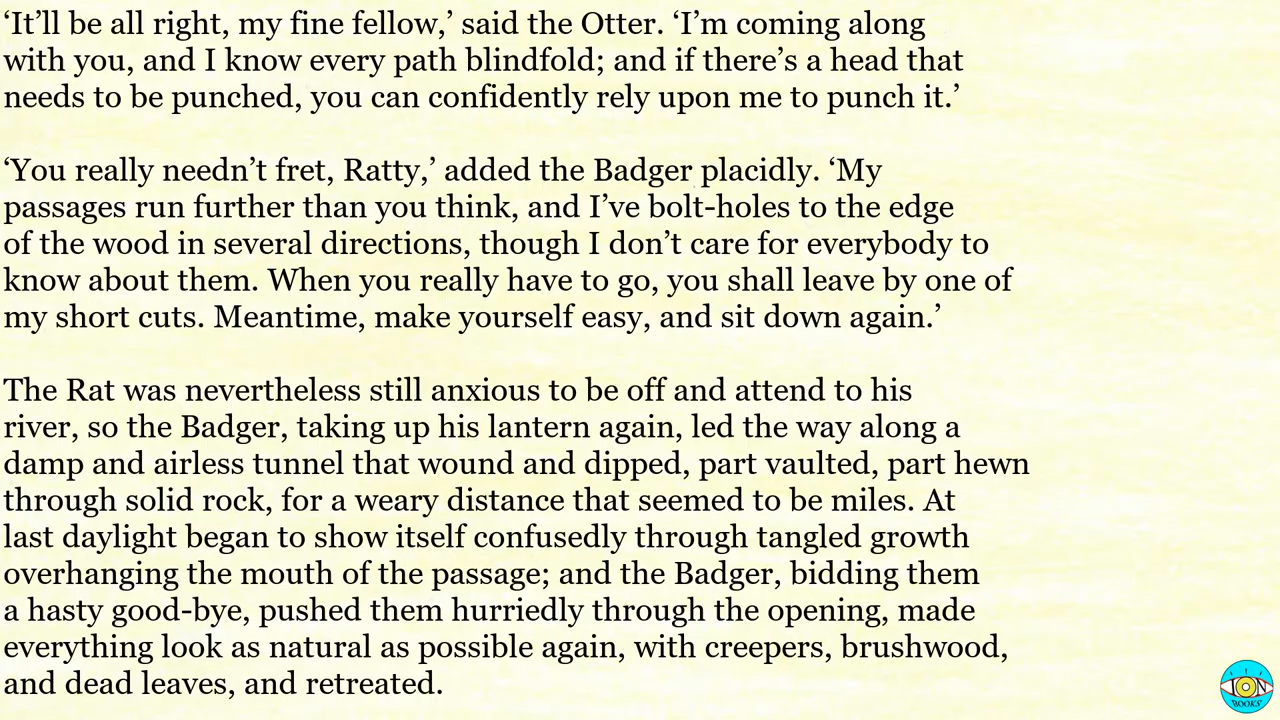 ‘It’ll be all right, my fine fellow,’ said the Otter. ‘I’m coming along
with you, and I know every path blindfold; and if there’s a head that
needs to be punched, you can confidently rely upon me to punch it.’
‘You really needn’t fret, Ratty,’ added the Badger placidly. ‘My
passages run further than you think, and I’ve bolt-holes to the edge
of the wood in several directions, though I don’t care for everybody to
know about them. When you really have to go, you shall leave by one of
my short cuts. Meantime, make yourself easy, and sit down again.’
The Rat was nevertheless still anxious to be off and attend to his
river, so the Badger, taking up his lantern again, led the way along a
damp and airless tunnel that wound and dipped, part vaulted, part hewn
through solid rock, for a weary distance that seemed to be miles. At
last daylight began to show itself confusedly through tangled growth
overhanging the mouth of the passage; and the Badger, bidding them
a hasty good-bye, pushed them hurriedly through the opening, made
everything look as natural as possible again, with creepers, brushwood,
and dead leaves, and retreated.
ION
BOOKS